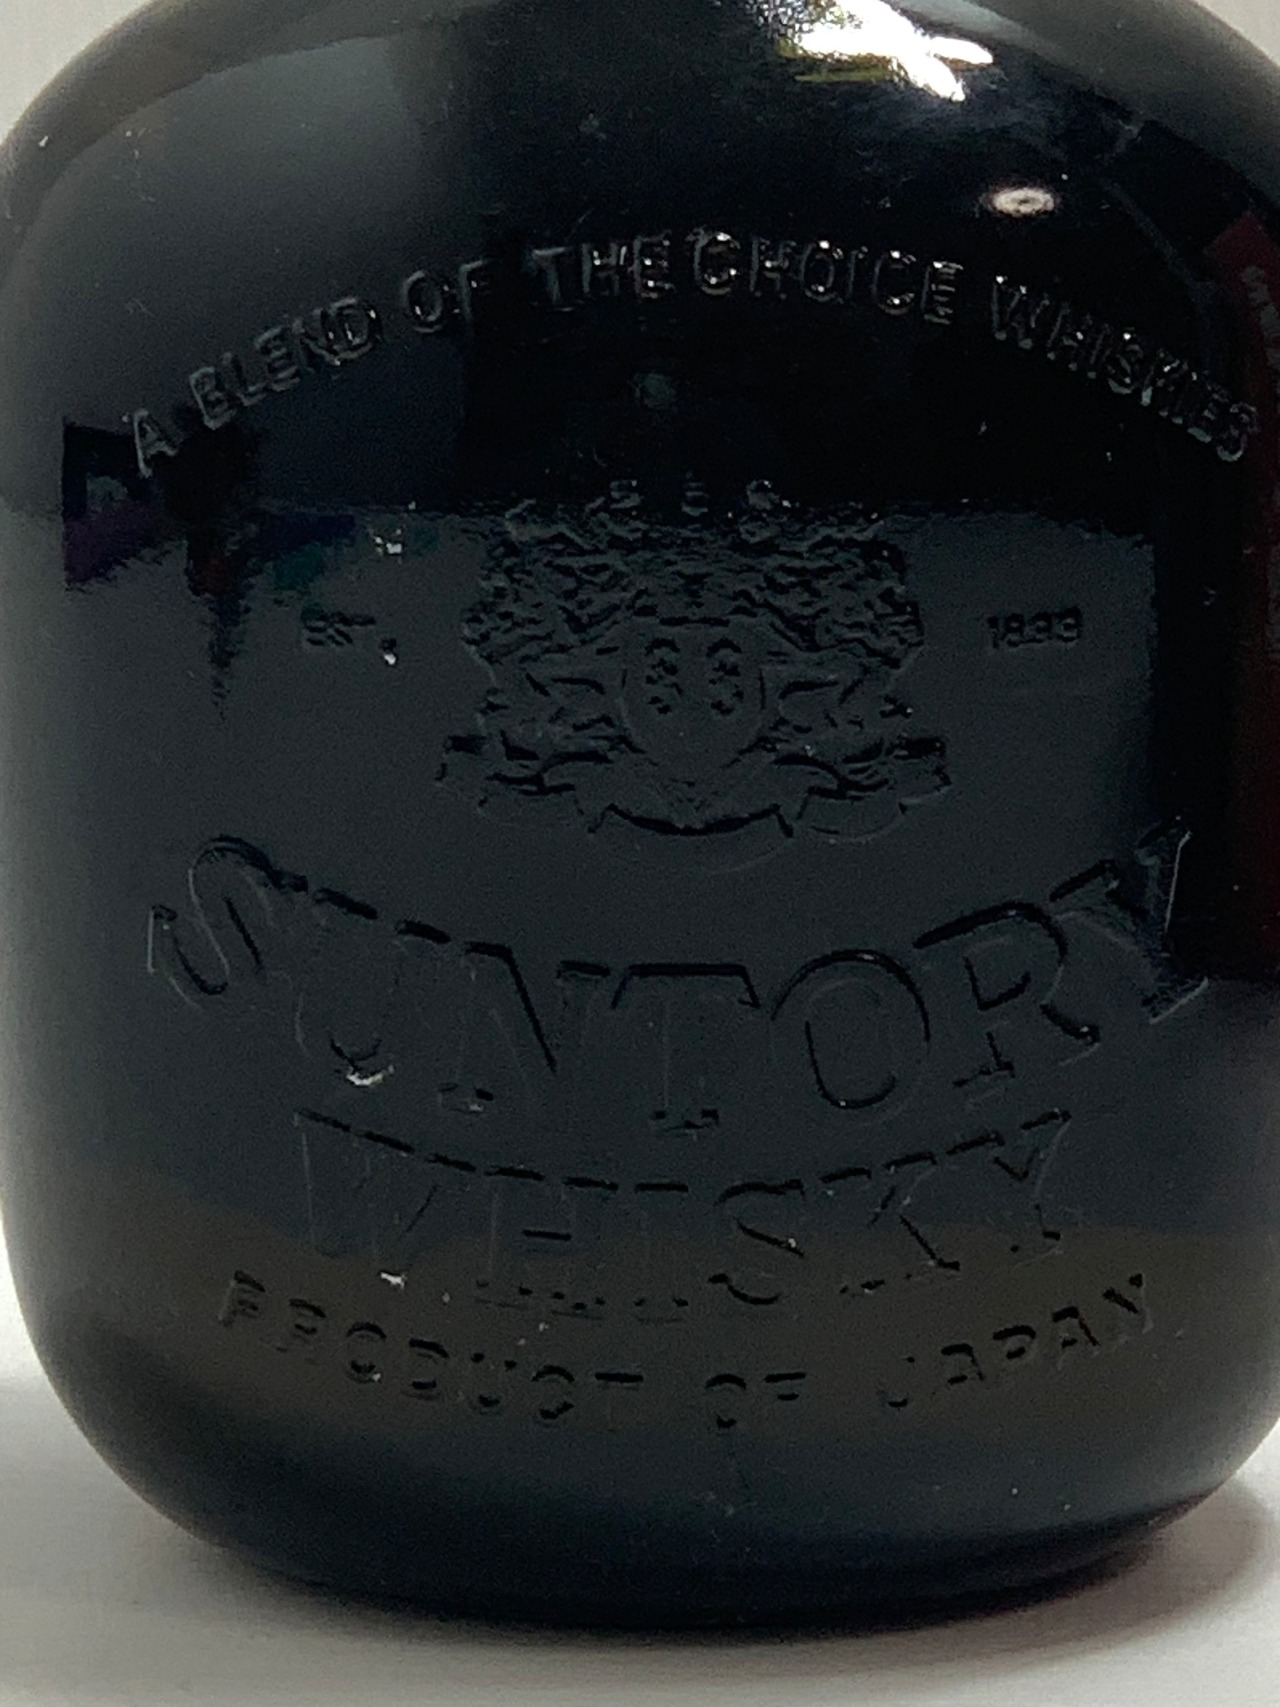 A BLEND OF THE CHOICE WHISKIES
EST. 1899
SUNTORY
WHISKY
PRODUCT OF JAPAN